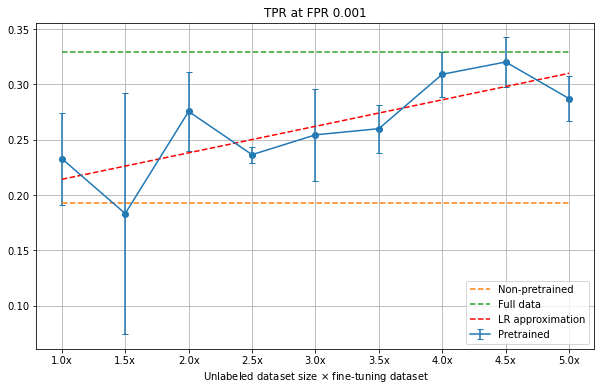 TPR at FPR 0.001
0.35
0.30
0.25
0.20
0.15
0.10
Non-pretrained
Full data
LR approximation
Pretrained
1.0x 1.5x 2.0x 2.5x 3.0x 3.5x 4.0x 4.5x 5.0x
Unlabeled dataset size × fine-tuning dataset